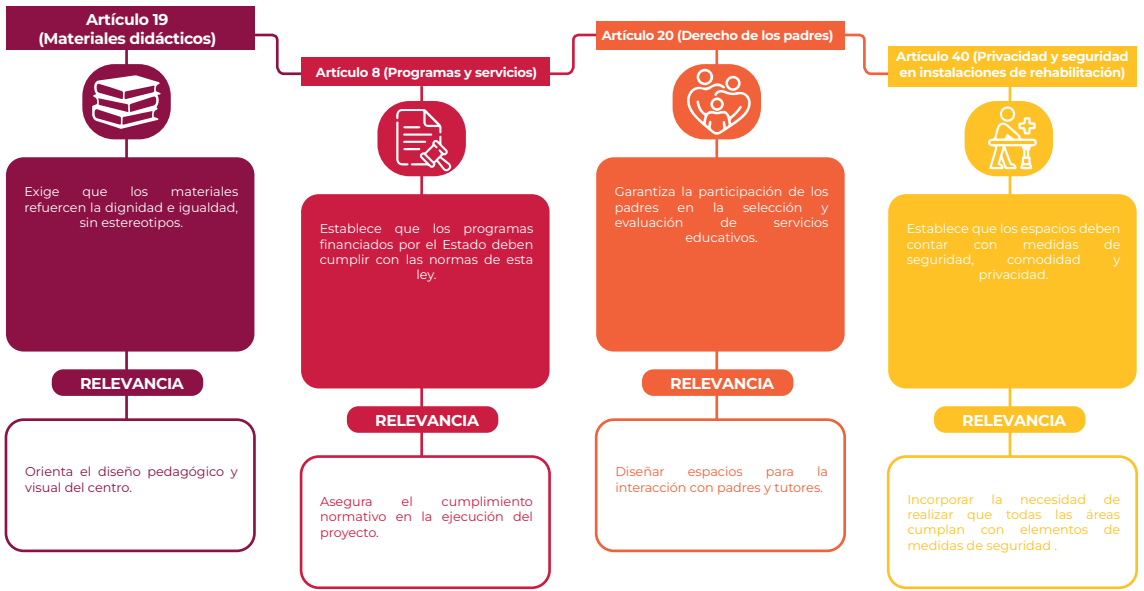 Artículo 19
(Materiales didácticos)
Exige que los materiales
refuercen la dignidad e igualdad,
sin estereotipos.
RELEVANCIA
Orienta el diseño pedagógico y
visual del centro.
Artículo 8 (Programas y servicios)
Establece que los programas
financiados por el Estado deben
cumplir con las normas de esta
ley.
RELEVANCIA
Asegura el cumplimiento
normativo en la ejecución del
proyecto.
Artículo 20 (Derecho de los padres)
Garantiza la participación de los
padres en la selección y
evaluación de servicios
educativos.
RELEVANCIA
Diseñar espacios para la
interacción con padres y tutores.
Artículo 40 (Privacidad y seguridad
en instalaciones de rehabilitación)
Establece que los espacios deben
contar con medidas de
seguridad, comodidad y
privacidad.
RELEVANCIA
Incorporar la necesidad de
realizar que todas las áreas
cumplan con elementos de
medidas de seguridad .